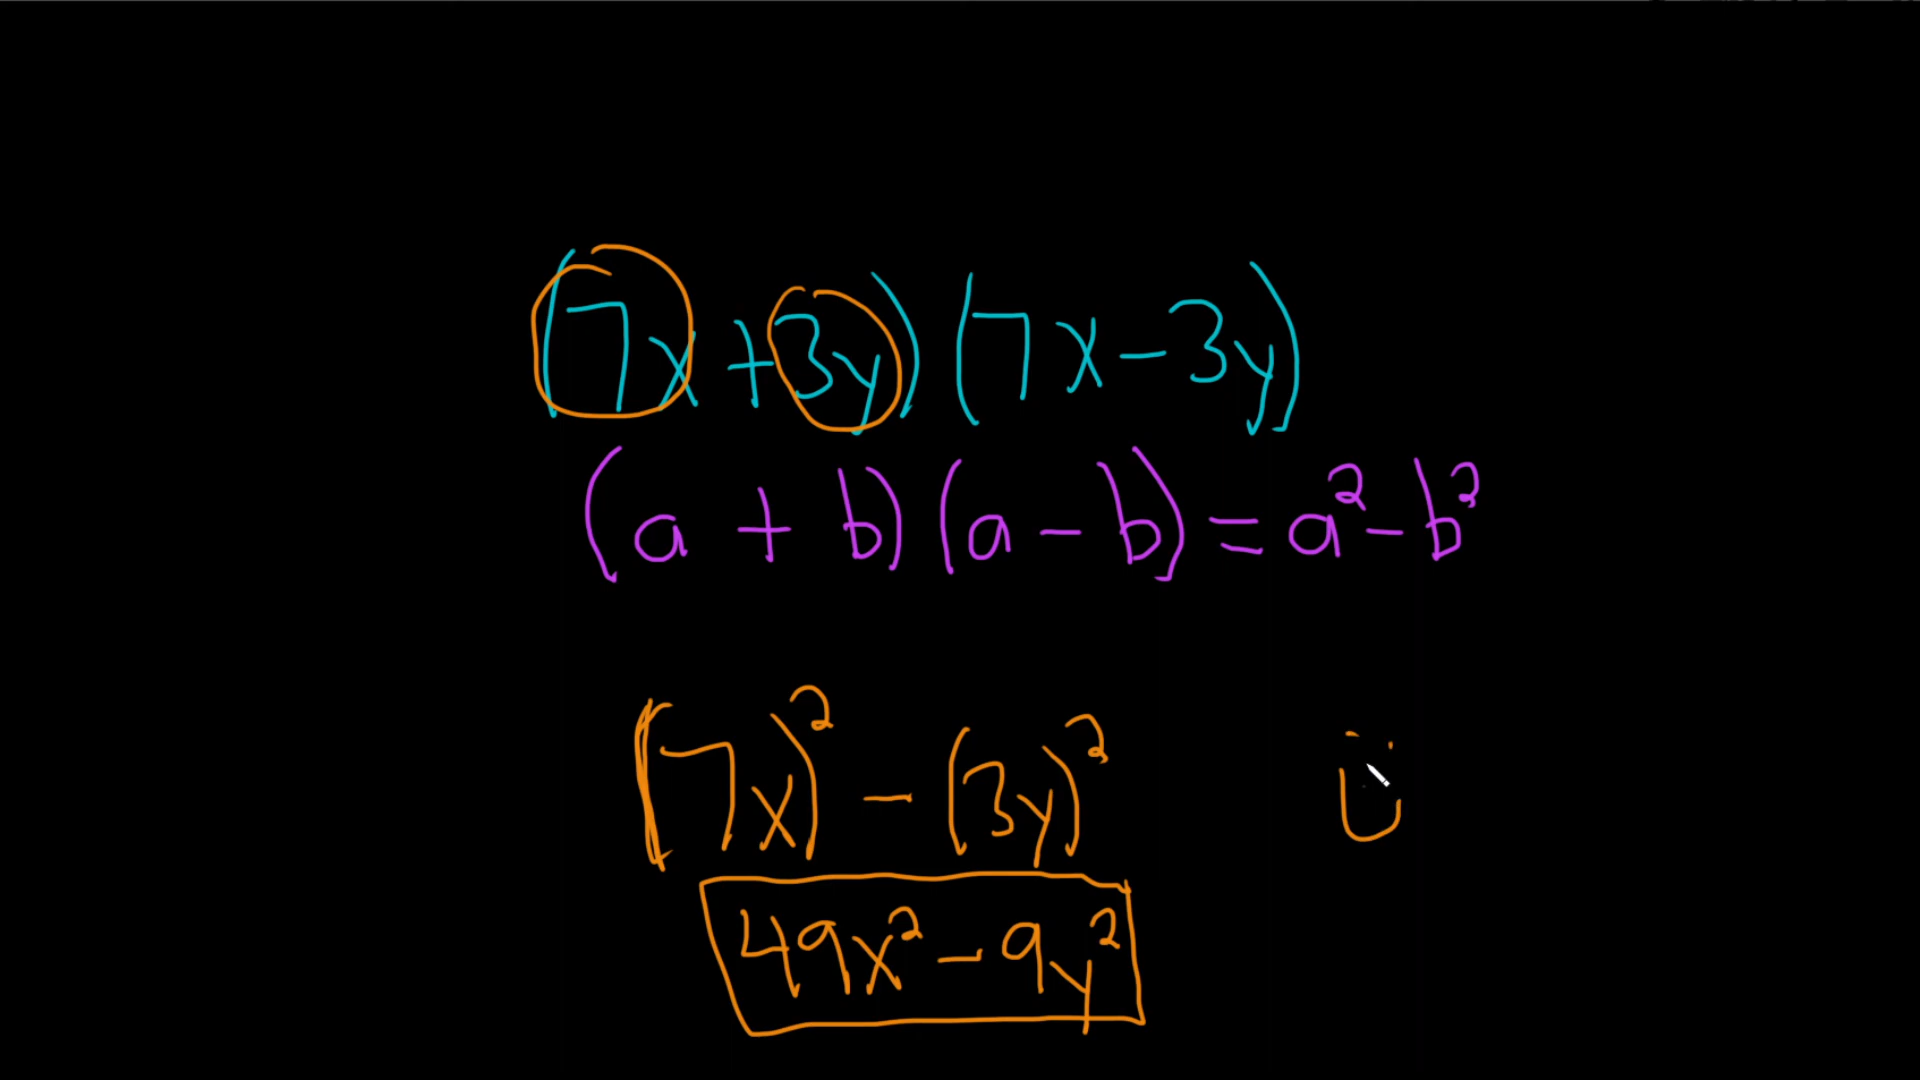 (7x+3y)(7x-3y)
(a + b)(a - b) = a² - b²
(7x)² - (3y)²
49x² - 9y²